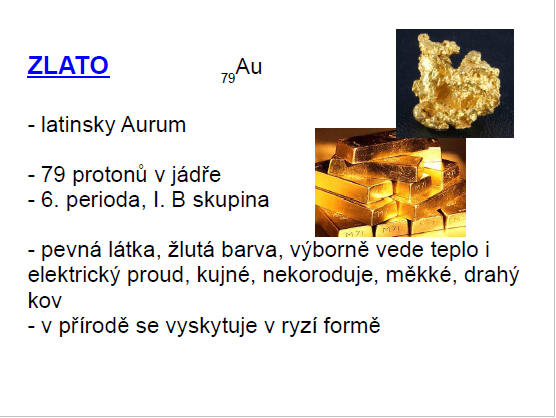 ZLATO
79Au
- latinsky Aurum
- 79 protonů v jádře
- 6. perioda, I. B skupina
- pevná látka, žlutá barva, výborně vede teplo i
elektrický proud, kujné, nekoroduje, měkké, drahý
kov
- v přírodě se vyskytuje v ryzí formě